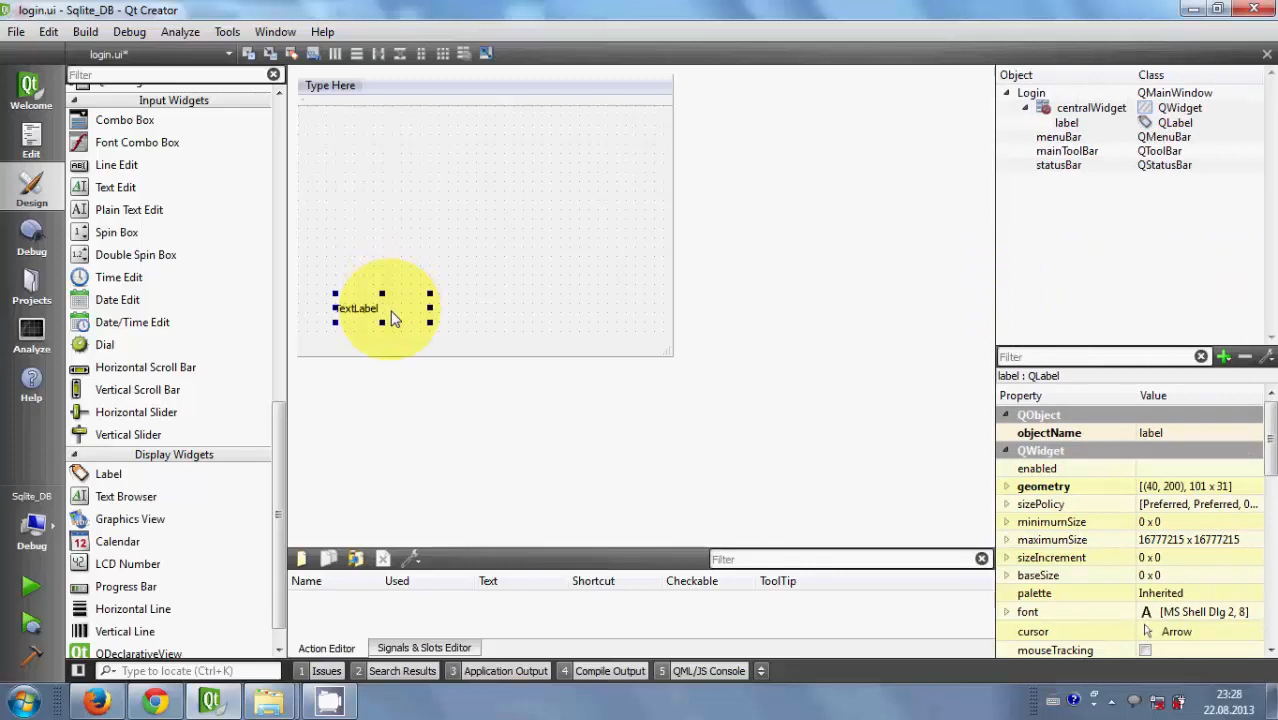 login.ui - Sqlite_DB - Qt Creator
File Edit Build Debug Analyze Tools Window Help
login.ui*
Welcome
Edit
Design
Debug
Projects
Analyze
Help
Sqlite_DB
Debug
Filter
Input Widgets
Combo Box
Font Combo Box
Line Edit
Text Edit
Plain Text Edit
Spin Box
Double Spin Box
Time Edit
Date Edit
Date/Time Edit
Dial
Horizontal Scroll Bar
Vertical Scroll Bar
Horizontal Slider
Vertical Slider
Display Widgets
Label
Text Browser
Graphics View
Calendar
LCD Number
Progress Bar
Horizontal Line
Vertical Line
QDeclarativeView
Type Here
TextLabel
Filter
Name Used Text Shortcut Checkable ToolTip
Action Editor Signals & Slots Editor
Object Class
Login QMainWindow
centralWidget QWidget
label QLabel
menuBar QMenuBar
mainToolBar QToolBar
statusBar QStatusBar
Filter
label : QLabel
Property Value
QObject
objectName label
QWidget
enabled
geometry [(40, 200), 101 x 31]
sizePolicy [Preferred, Preferred, 0...
minimumSize 0 x 0
maximumSize 16777215 x 16777215
sizeIncrement 0 x 0
baseSize 0 x 0
palette Inherited
font A [MS Shell Dlg 2, 8]
cursor Arrow
mouseTracking
Type to locate (Ctrl+K) 1 Issues 2 Search Results 3 Application Output 4 Compile Output 5 QML/JS Console
23:28
22.08.2013